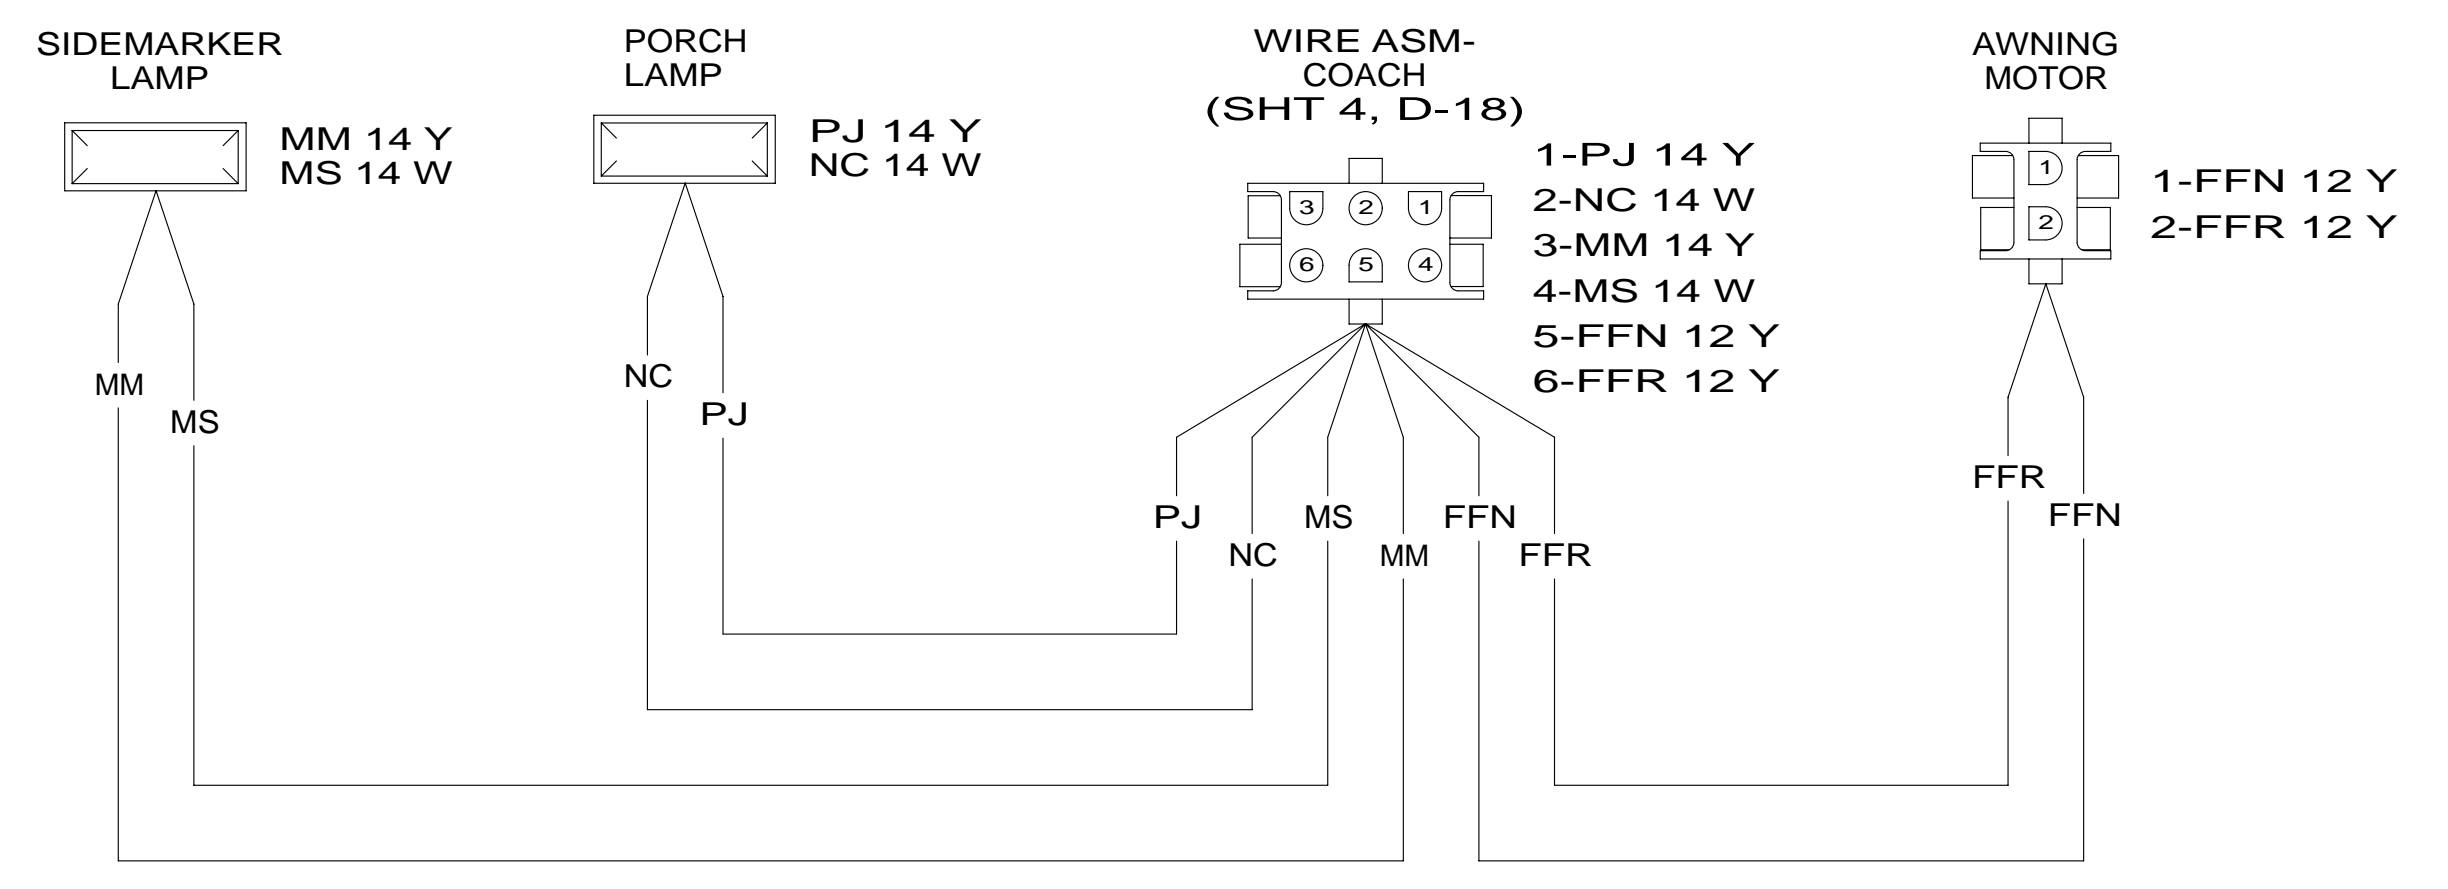 SIDEMARKER
LAMP
MM 14 Y
MS 14 W
PORCH
LAMP
PJ 14 Y
NC 14 W
WIRE ASM-
COACH
(SHT 4, D-18)
3 2 1
6 5 4
1-PJ 14 Y
2-NC 14 W
3-MM 14 Y
4-MS 14 W
5-FFN 12 Y
6-FFR 12 Y
AWNING
MOTOR
1
2
1-FFN 12 Y
2-FFR 12 Y
MM
MS
NC
PJ
PJ
NC
MS
MM
FFN
FFR
FFR
FFN